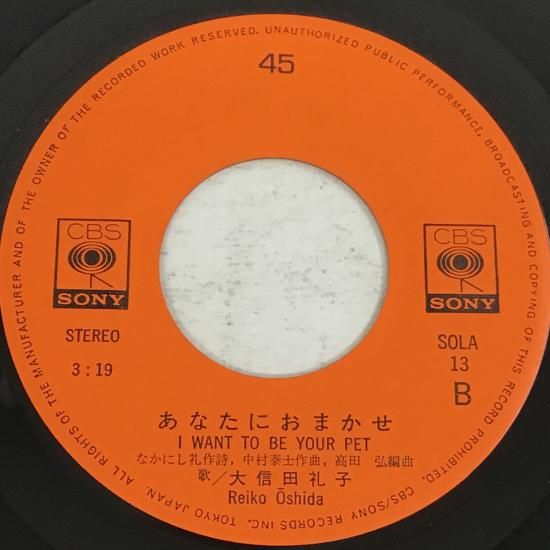 ALL RIGHTS OF THE MANUFACTURER AND OF THE OWNER OF THE RECORDED WORK RESERVED. UNAUTHORIZED PUBLIC PERFORMANCE, BROADCASTING AND COPYING OF THIS RECORD PROHIBITED. CBS/SONY RECORDS INC. TOKYO JAPAN.
45
CBS
SONY
CBS
SONY
STEREO
3:19
SOLA
13
B
あなたにおまかせ
I WANT TO BE YOUR PET
なかにし礼作詩, 中村泰士作曲, 高田 弘編曲
歌/大信田礼子
Reiko Ōshida